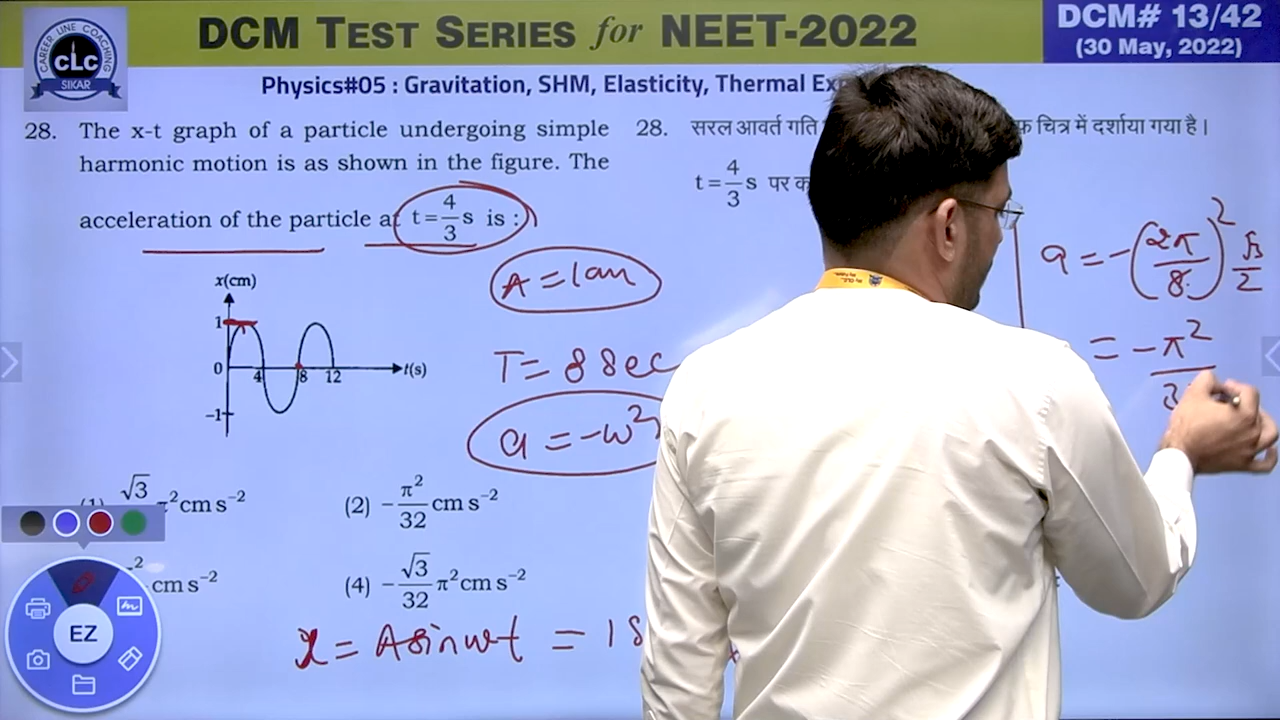 CAREER LINE COACHING
CLC
SIKAR
DCM TEST SERIES for NEET-2022
DCM# 13/42
(30 May, 2022)
Physics#05 : Gravitation, SHM, Elasticity, Thermal
28. The x-t graph of a particle undergoing simple
harmonic motion is as shown in the figure. The
acceleration of the particle at t=4/3 s is :
28. सरल आवर्त गति चित्र में दर्शाया गया है।
t=4/3 s पर
x(cm)
1
0
-1
4 8 12 t(s)
A = 1cm
T = 8 sec
a = -ω²
√3 π² cm s⁻²
(2) -π²/32 cm s⁻²
² cm s⁻²
(4) -√3/32 π² cm s⁻²
x = A sin ωt = 1 s
a = -(2π/8)² √3/2
= -π²/3
EZ